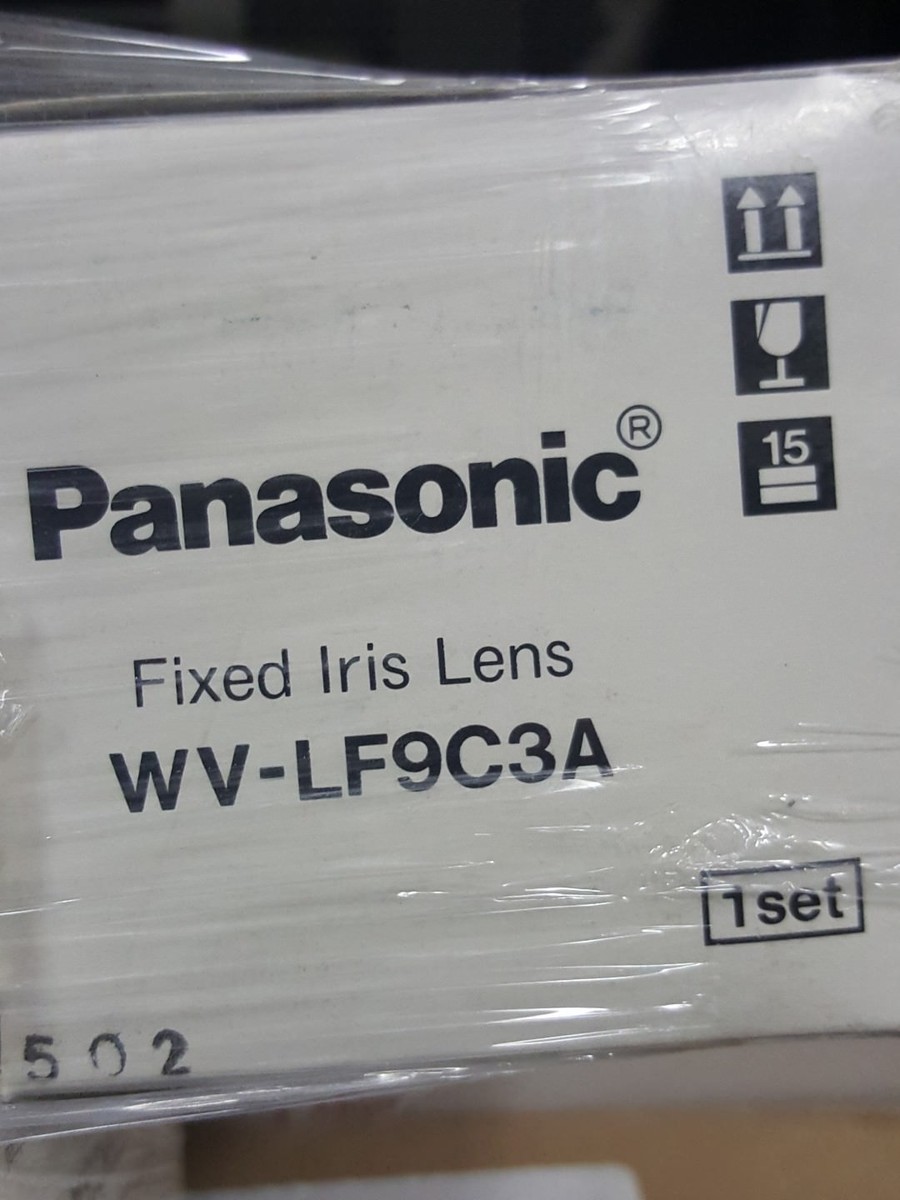 Panasonic®
15
Fixed Iris Lens
WV-LF9C3A
1set
502